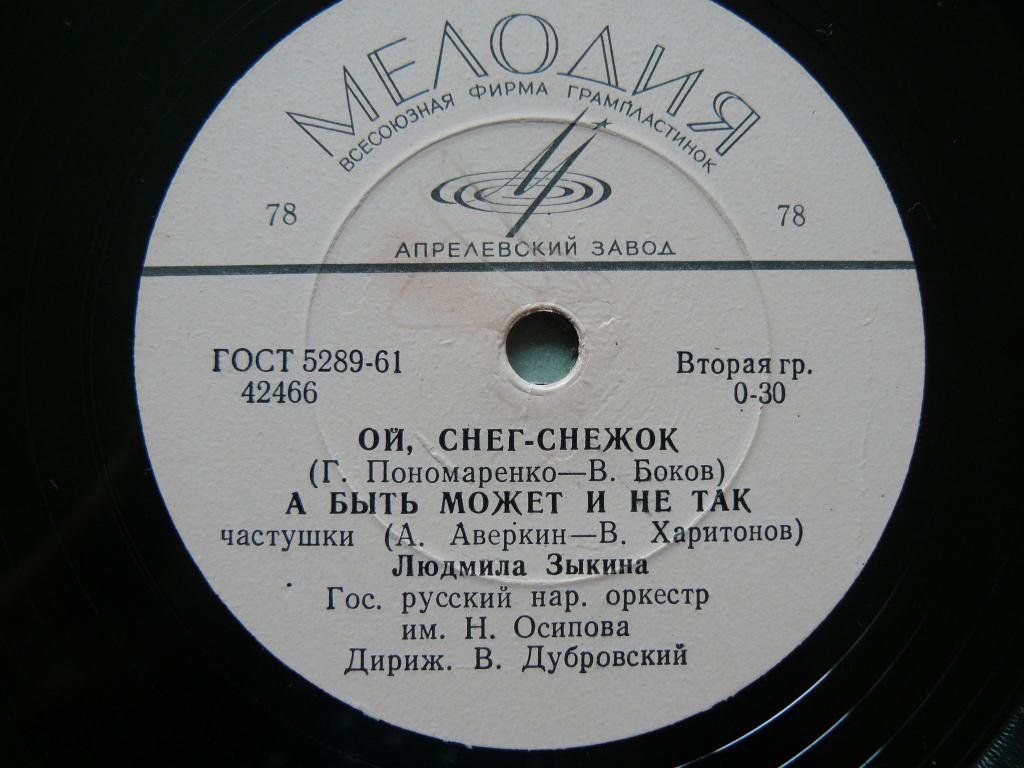 МЕЛОДИЯ
ВСЕСОЮЗНАЯ ФИРМА ГРАМПЛАСТИНОК
78 78
АПРЕЛЕВСКИЙ ЗАВОД
ГОСТ 5289-61 Вторая гр.
42466 0-30
ОЙ, СНЕГ-СНЕЖОК
(Г. Пономаренко—В. Боков)
А БЫТЬ МОЖЕТ И НЕ ТАК
частушки (А. Аверкин—В. Харитонов)
Людмила Зыкина
Гос. русский нар. оркестр
им. Н. Осипова
Дириж. В. Дубровский